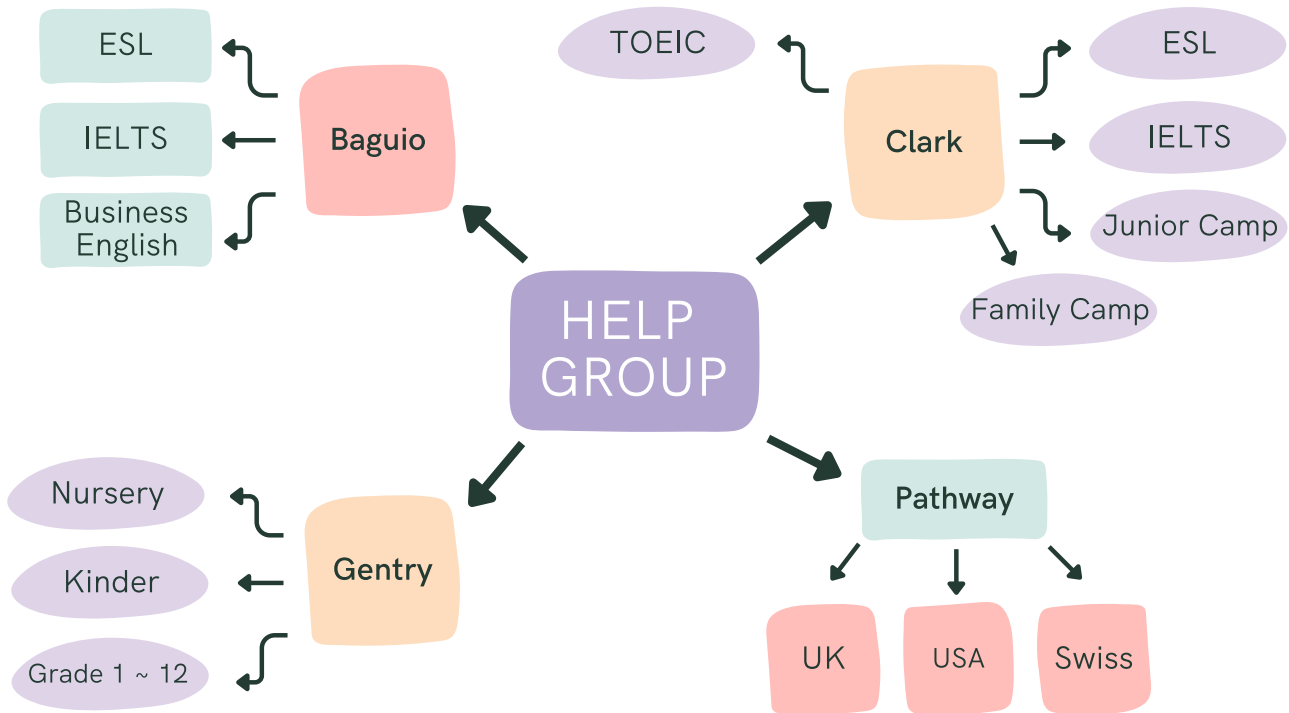 ESL
IELTS
Business
English
Baguio
TOEIC
Clark
ESL
IELTS
Junior Camp
Family Camp
HELP
GROUP
Nursery
Kinder
Grade 1 ~ 12
Gentry
Pathway
UK
USA
Swiss